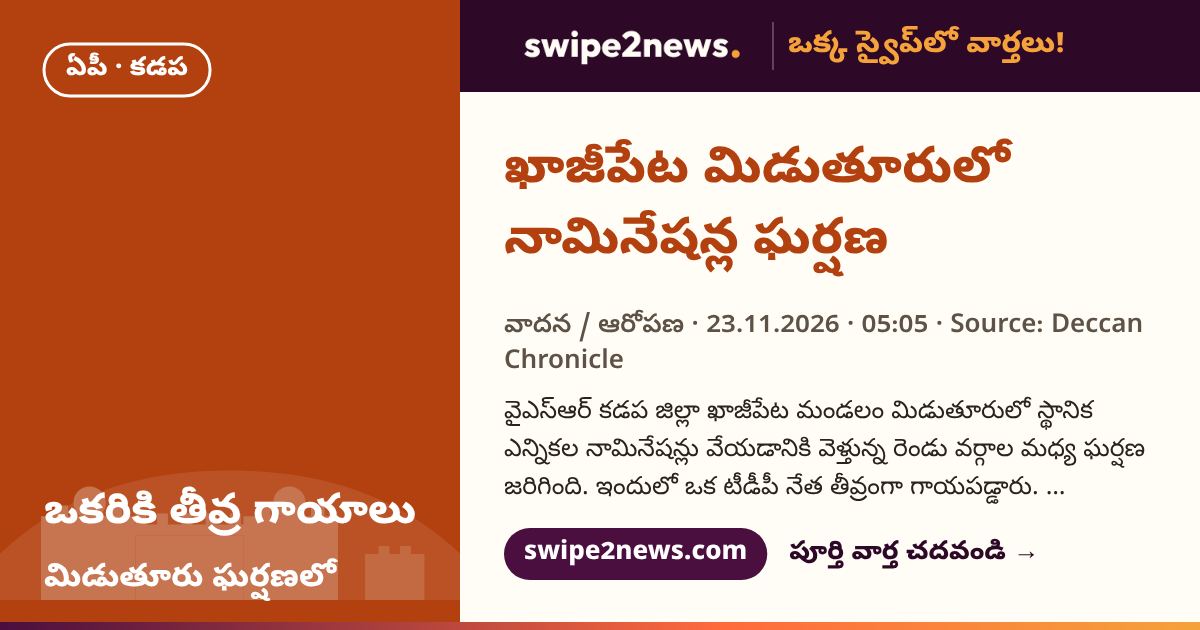 ఏపీ · కడప
swipe2news.
ఒక్క స్వైప్‌లో వార్తలు!
ఖాజీపేట మిడుతూరులో
నామినేషన్ల ఘర్షణ
వాదన / ఆరోపణ · 23.11.2026 · 05:05 · Source: Deccan
Chronicle
వైఎస్ఆర్ కడప జిల్లా ఖాజీపేట మండలం మిడుతూరులో స్థానిక
ఎన్నికల నామినేషన్లు వేయడానికి వెళ్తున్న రెండు వర్గాల మధ్య ఘర్షణ
జరిగింది. ఇందులో ఒక టీడీపీ నేత తీవ్రంగా గాయపడ్డారు. ...
ఒకరికి తీవ్ర గాయాలు
మిడుతూరు ఘర్షణలో
swipe2news.com
పూర్తి వార్త చదవండి →